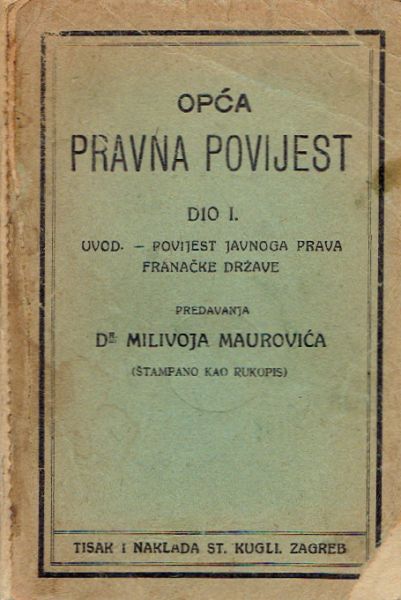 OPĆA
PRAVNA POVIJEST
DIO I.
UVOD. — POVIJEST JAVNOGA PRAVA
FRANAČKE DRŽAVE
PREDAVANJA
DR MILIVOJA MAUROVIĆA
(ŠTAMPANO KAO RUKOPIS)
TISAK I NAKLADA ST. KUGLI, ZAGREB